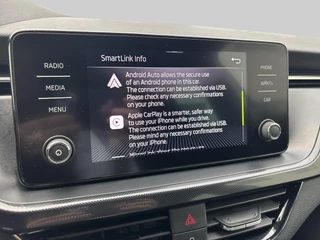 SmartLink Info
RADIO
MEDIA
MENU
Android Auto allows the secure use
of an Android phone in this car.
The connection can be established via USB.
Please check any necessary confirmations
on your phone.
Apple CarPlay is a smarter, safer way
to use your iPhone while you drive.
The connection can be established via USB.
Please mind any necessary confirmations
on your iPhone.
PHONE
CAR